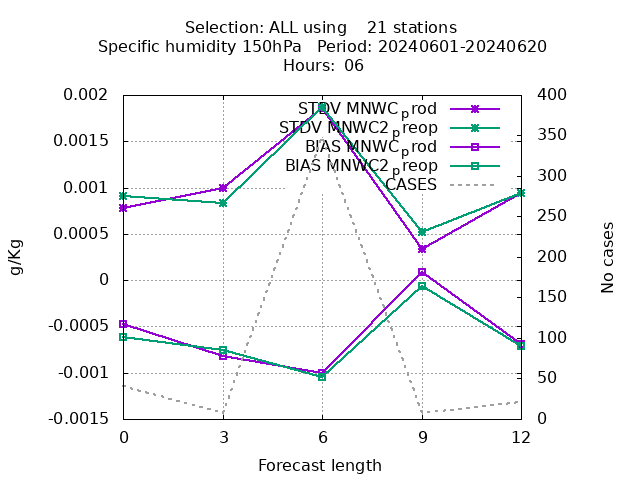 Selection: ALL using 21 stations
Specific humidity 150hPa Period: 20240601-20240620
Hours: 06
STDV MNWC_prod
STDV MNWC2_preop
BIAS MNWC_prod
BIAS MNWC2_preop
CASES
0.002
0.0015
0.001
0.0005
0
-0.0005
-0.001
-0.0015
400
350
300
250
200
150
100
50
0
g/Kg
No cases
0 3 6 9 12
Forecast length